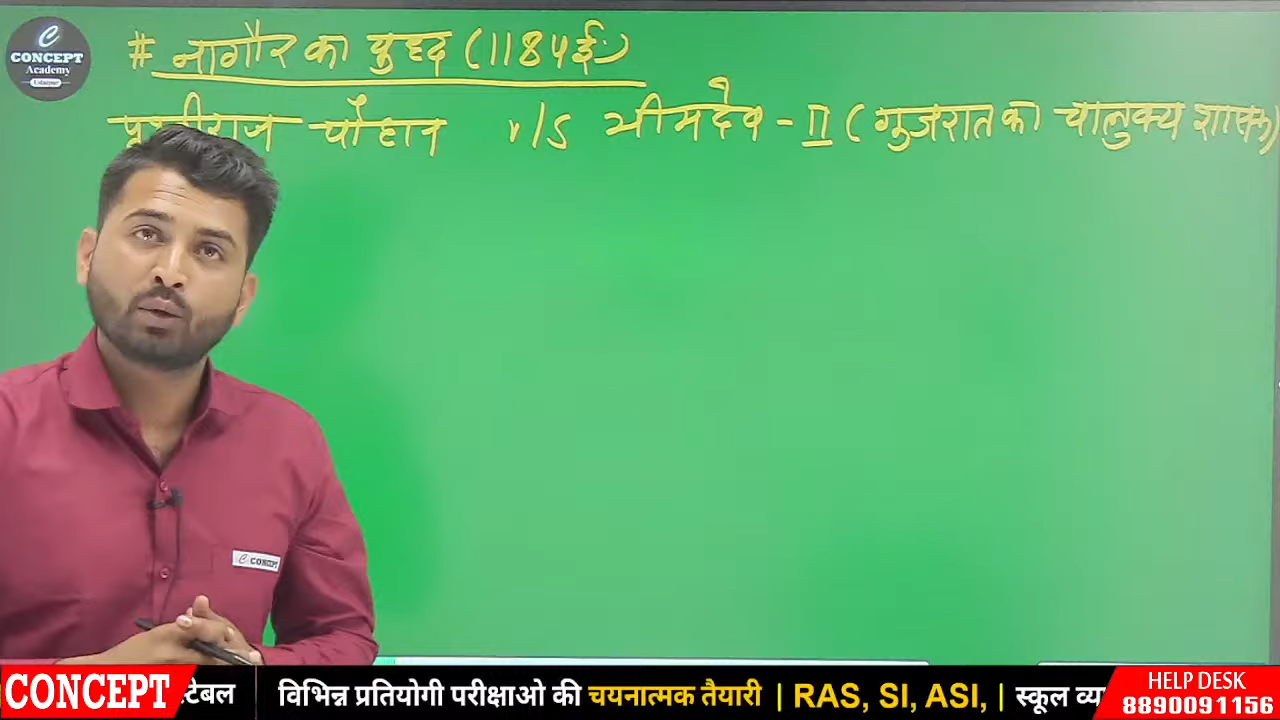 C
CONCEPT
Academy
# नागौर का युद्ध (1184ई.)
पृथ्वीराज चौहान v/s भीमदेव - II (गुजरात का चालुक्य शासक)
C CONCEPT
CONCEPT
टेबल विभिन्न प्रतियोगी परीक्षाओ की चयनात्मक तैयारी | RAS, SI, ASI, | स्कूल व्या
HELP DESK
8890091156